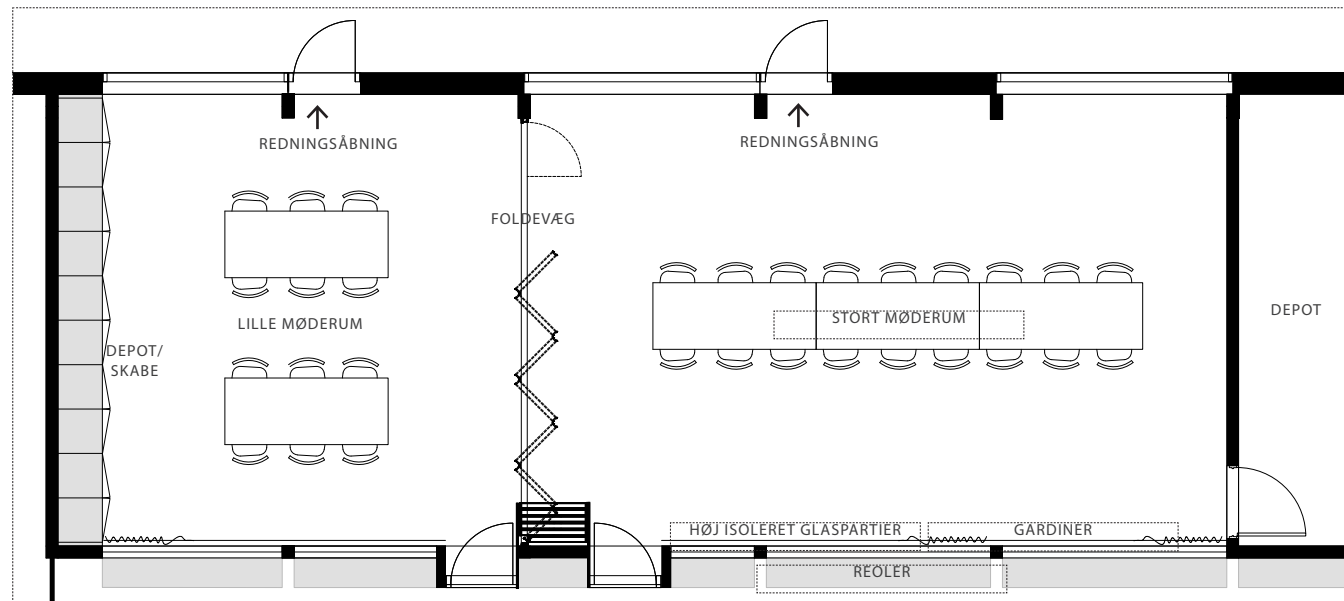 REDNINGSÅBNING
REDNINGSÅBNING
FOLDEVÆG
LILLE MØDERUM
STORT MØDERUM
DEPOT
DEPOT/
SKABE
HØJ ISOLERET GLASPARTIER
GARDINER
REOLER